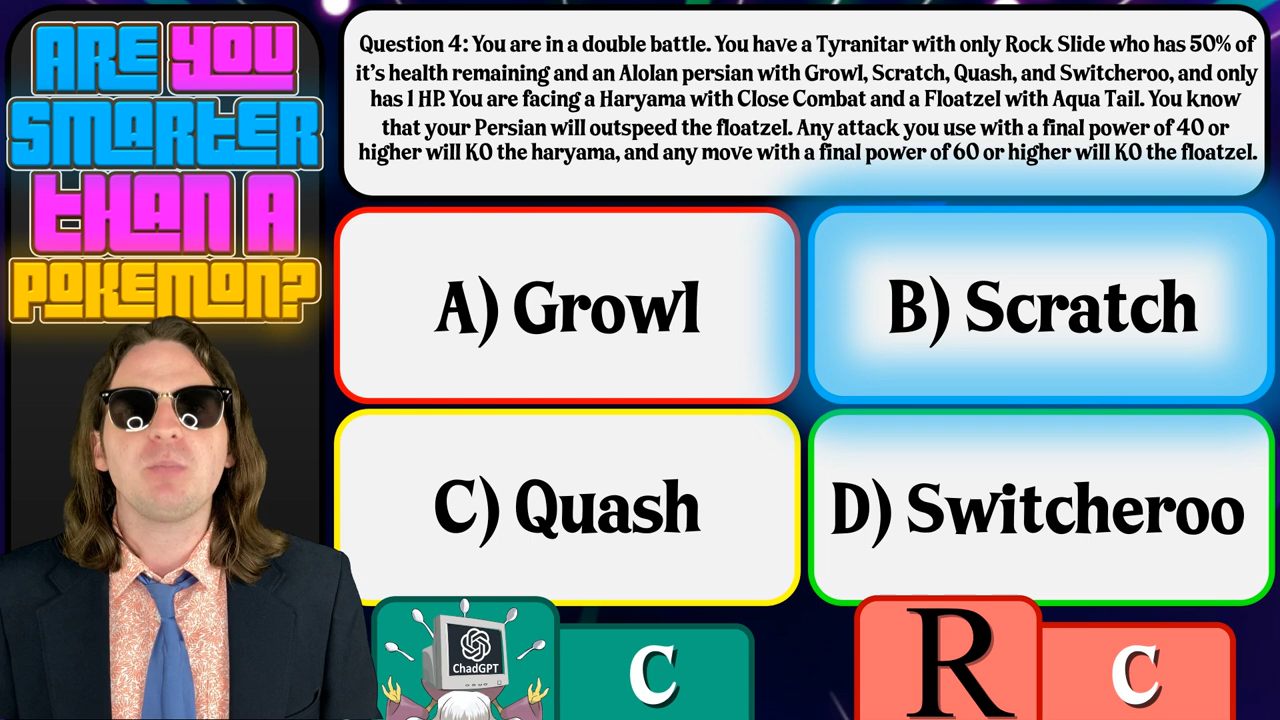 ARE YOU
SMARTER
THAN A
POKEMON?
Question 4: You are in a double battle. You have a Tyranitar with only Rock Slide who has 50% of
it's health remaining and an Alolan persian with Growl, Scratch, Quash, and Switcheroo, and only
has 1 HP. You are facing a Haryama with Close Combat and a Floatzel with Aqua Tail. You know
that your Persian will outspeed the floatzel. Any attack you use with a final power of 40 or
higher will KO the haryama, and any move with a final power of 60 or higher will KO the floatzel.
A) Growl
B) Scratch
C) Quash
D) Switcheroo
ChadGPT
C
R
C